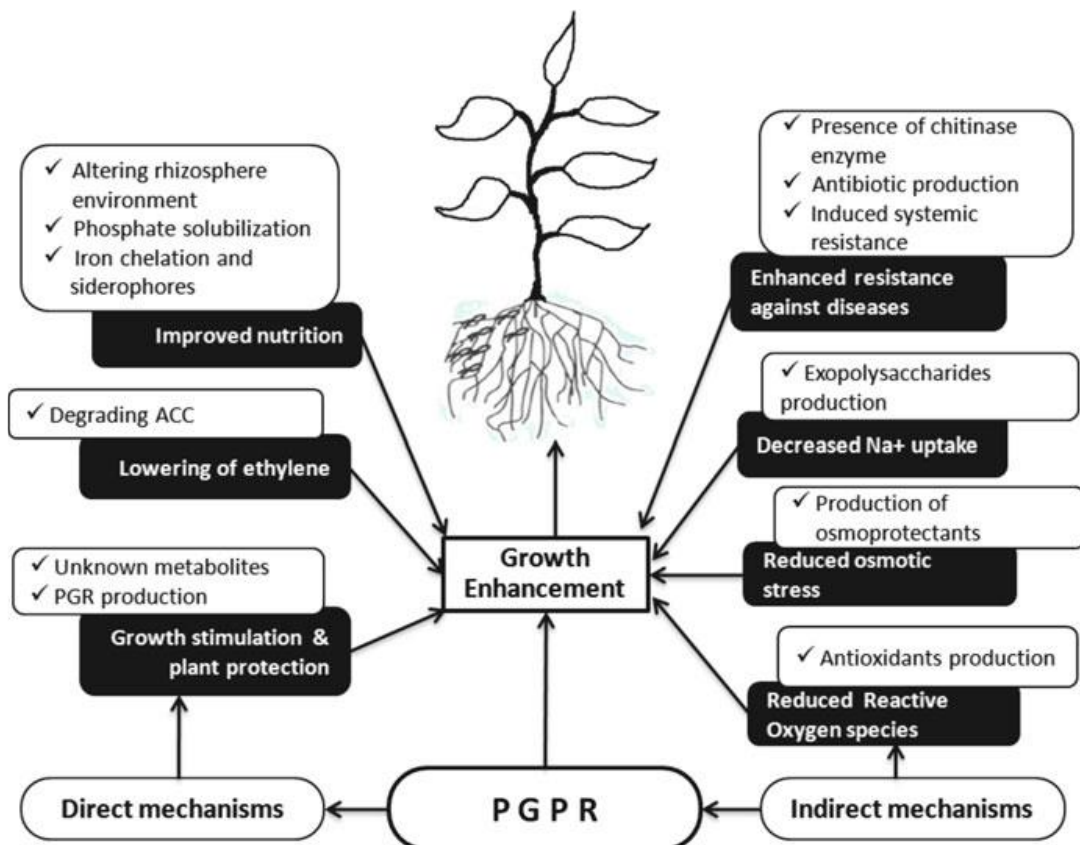 ✓ Altering rhizosphere
environment
✓ Phosphate solubilization
✓ Iron chelation and
siderophores
Improved nutrition
✓ Degrading ACC
Lowering of ethylene
✓ Unknown metabolites
✓ PGR production
Growth stimulation &
plant protection
Direct mechanisms
Growth
Enhancement
PGPR
✓ Presence of chitinase
enzyme
✓ Antibiotic production
✓ Induced systemic
resistance
Enhanced resistance
against diseases
✓ Exopolysaccharides
production
Decreased Na+ uptake
✓ Production of
osmoprotectants
Reduced osmotic
stress
✓ Antioxidants production
Reduced Reactive
Oxygen species
Indirect mechanisms